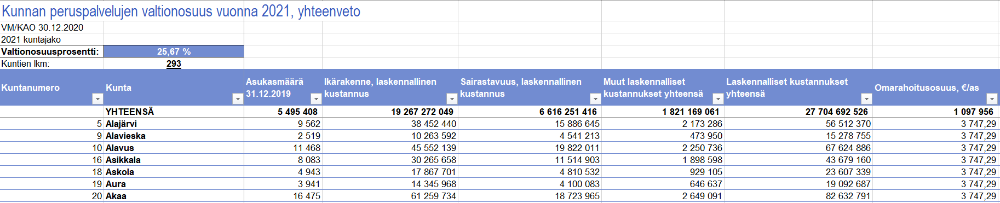 Kunnan peruspalvelujen valtionosuus vuonna 2021, yhteenveto
VM/KAO 30.12.2020
2021 kuntajako
Valtionosuusprosentti: 25,67 %
Kuntien lkm: 293
Kuntanumero Kunta Asukasmäärä 31.12.2019 Ikärakenne, laskennallinen kustannus Sairastavuus, laskennallinen kustannus Muut laskennalliset kustannukset yhteensä Laskennalliset kustannukset yhteensä Omarahoitusosuus, €/as
YHTEENSÄ 5 495 408 19 267 272 049 6 616 251 416 1 821 169 061 27 704 692 526 1 097 956
5 Alajärvi 9 562 38 452 440 15 886 645 2 173 286 56 512 370 3 747,29
9 Alavieska 2 519 10 263 592 4 541 213 473 950 15 278 755 3 747,29
10 Alavus 11 468 45 552 139 19 822 011 2 250 736 67 624 886 3 747,29
16 Asikkala 8 083 30 265 658 11 514 903 1 898 598 43 679 160 3 747,29
18 Askola 4 943 17 867 701 4 810 532 929 105 23 607 339 3 747,29
19 Aura 3 941 14 345 968 4 100 083 646 637 19 092 687 3 747,29
20 Akaa 16 475 61 259 734 18 723 965 2 649 091 82 632 791 3 747,29